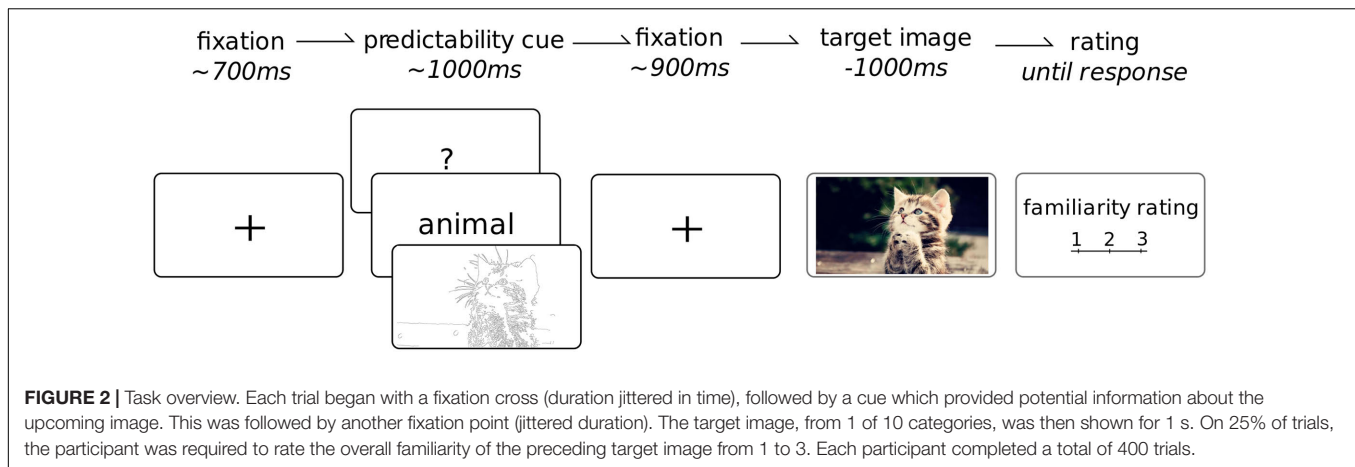 fixation → predictability cue → fixation → target image → rating
~700ms ~1000ms ~900ms -1000ms until response
?
+ animal + familiarity rating
1 2 3
FIGURE 2 | Task overview. Each trial began with a fixation cross (duration jittered in time), followed by a cue which provided potential information about the
upcoming image. This was followed by another fixation point (jittered duration). The target image, from 1 of 10 categories, was then shown for 1 s. On 25% of trials,
the participant was required to rate the overall familiarity of the preceding target image from 1 to 3. Each participant completed a total of 400 trials.